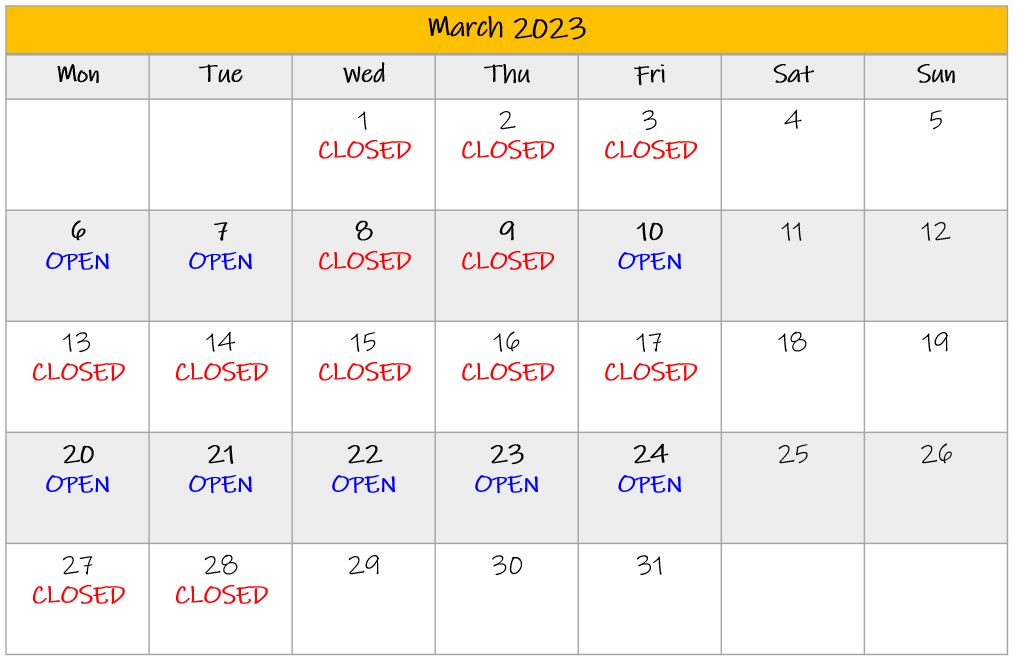 March 2023
Mon Tue Wed Thu Fri Sat Sun
1 2 3 4 5
CLOSED CLOSED CLOSED
6 7 8 9 10 11 12
OPEN OPEN CLOSED CLOSED OPEN
13 14 15 16 17 18 19
CLOSED CLOSED CLOSED CLOSED CLOSED
20 21 22 23 24 25 26
OPEN OPEN OPEN OPEN OPEN
27 28 29 30 31
CLOSED CLOSED